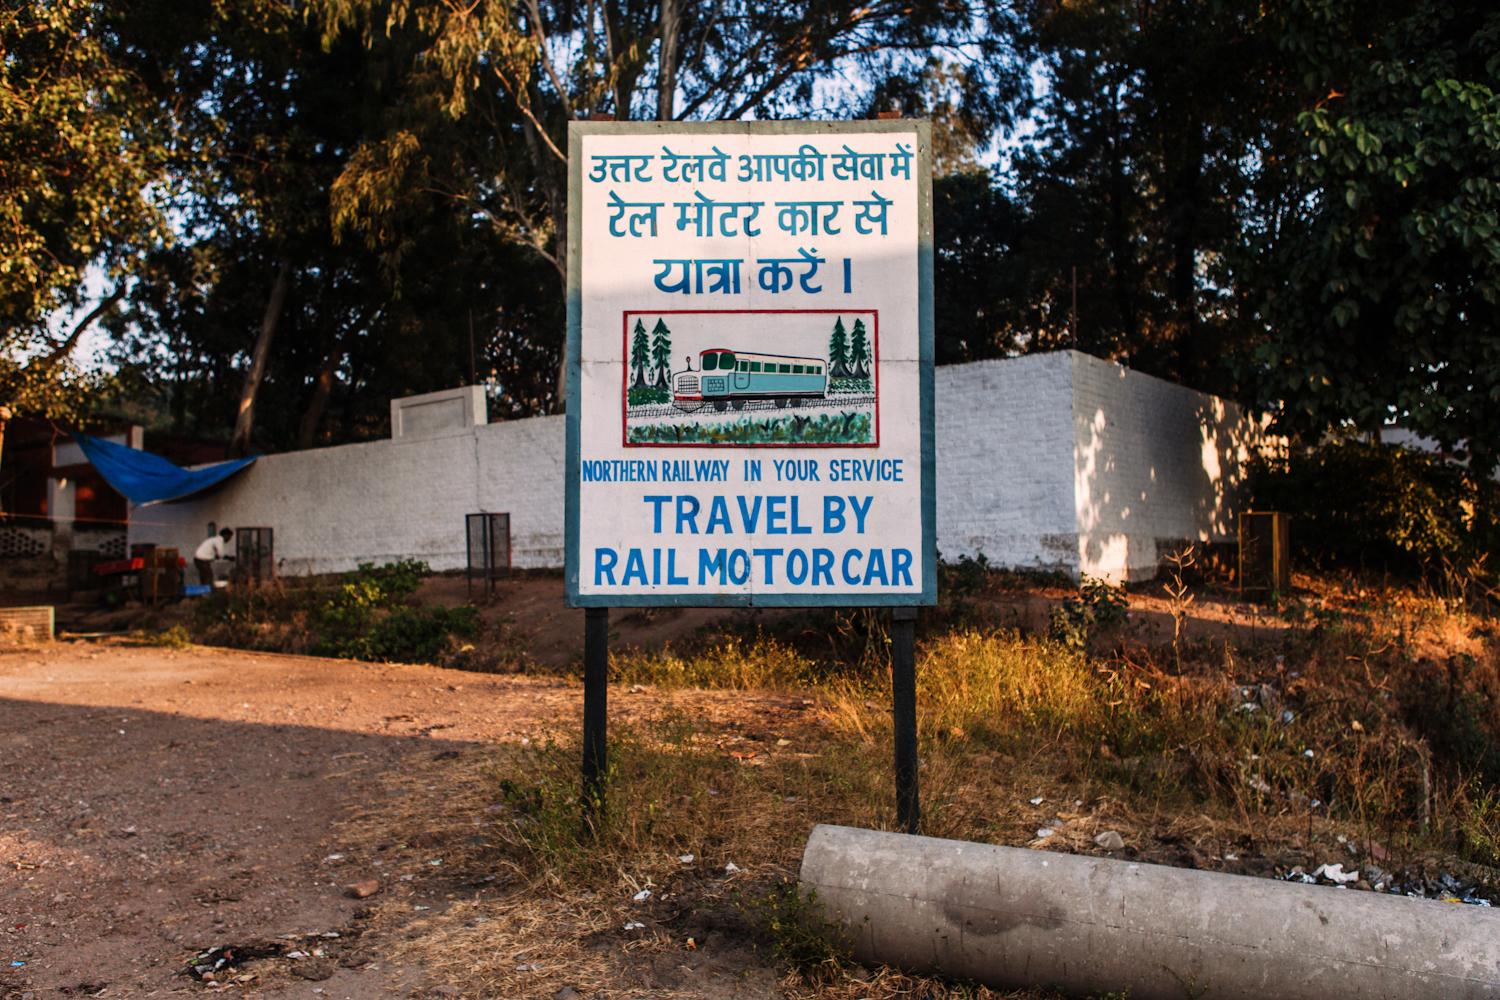 उत्तर रेलवे आपकी सेवा में
रेल मोटर कार से
यात्रा करें ।
NORTHERN RAILWAY IN YOUR SERVICE
TRAVEL BY
RAIL MOTOR CAR